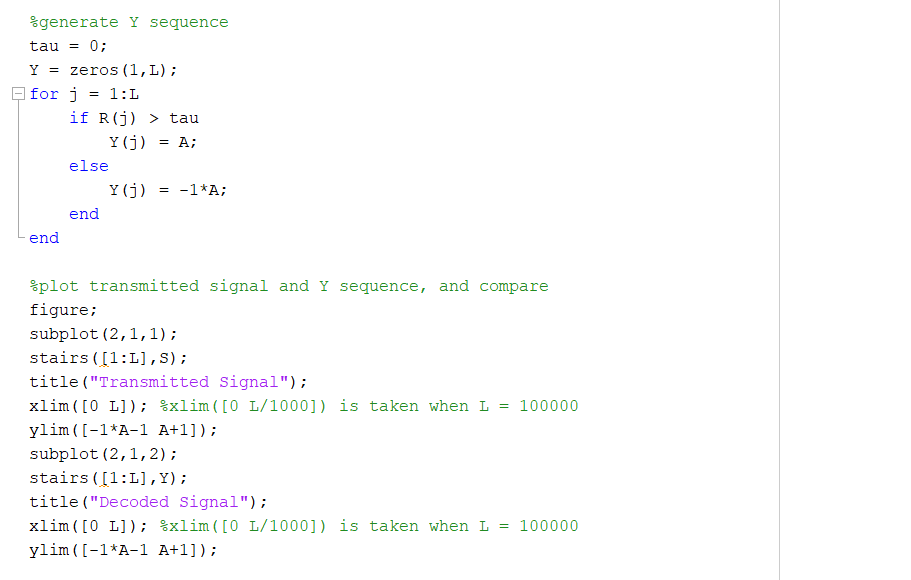 %generate Y sequence
tau = 0;
Y = zeros(1,L);
for j = 1:L
    if R(j) > tau
        Y(j) = A;
    else
        Y(j) = -1*A;
    end
end

%plot transmitted signal and Y sequence, and compare
figure;
subplot(2,1,1);
stairs([1:L],S);
title("Transmitted Signal");
xlim([0 L]); %xlim([0 L/1000]) is taken when L = 100000
ylim([-1*A-1 A+1]);
subplot(2,1,2);
stairs([1:L],Y);
title("Decoded Signal");
xlim([0 L]); %xlim([0 L/1000]) is taken when L = 100000
ylim([-1*A-1 A+1]);